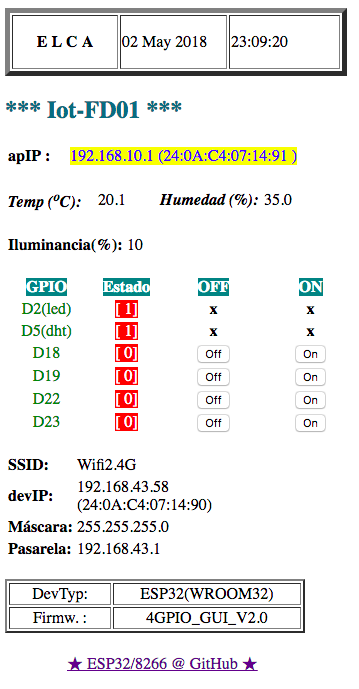 E L C A 02 May 2018 23:09:20
*** Iot-FD01 ***
apIP : 192.168.10.1 (24:0A:C4:07:14:91 )
Temp (ºC): 20.1 Humedad (%): 35.0
Iluminancia(%): 10
GPIO Estado OFF ON
D2(led) [ 1] x x
D5(dht) [ 1] x x
D18 [ 0] Off On
D19 [ 0] Off On
D22 [ 0] Off On
D23 [ 0] Off On
SSID: Wifi2.4G
devIP: 192.168.43.58
(24:0A:C4:07:14:90)
Máscara: 255.255.255.0
Pasarela: 192.168.43.1
DevTyp: ESP32(WROOM32)
Firmw. : 4GPIO_GUI_V2.0
★ ESP32/8266 @ GitHub ★